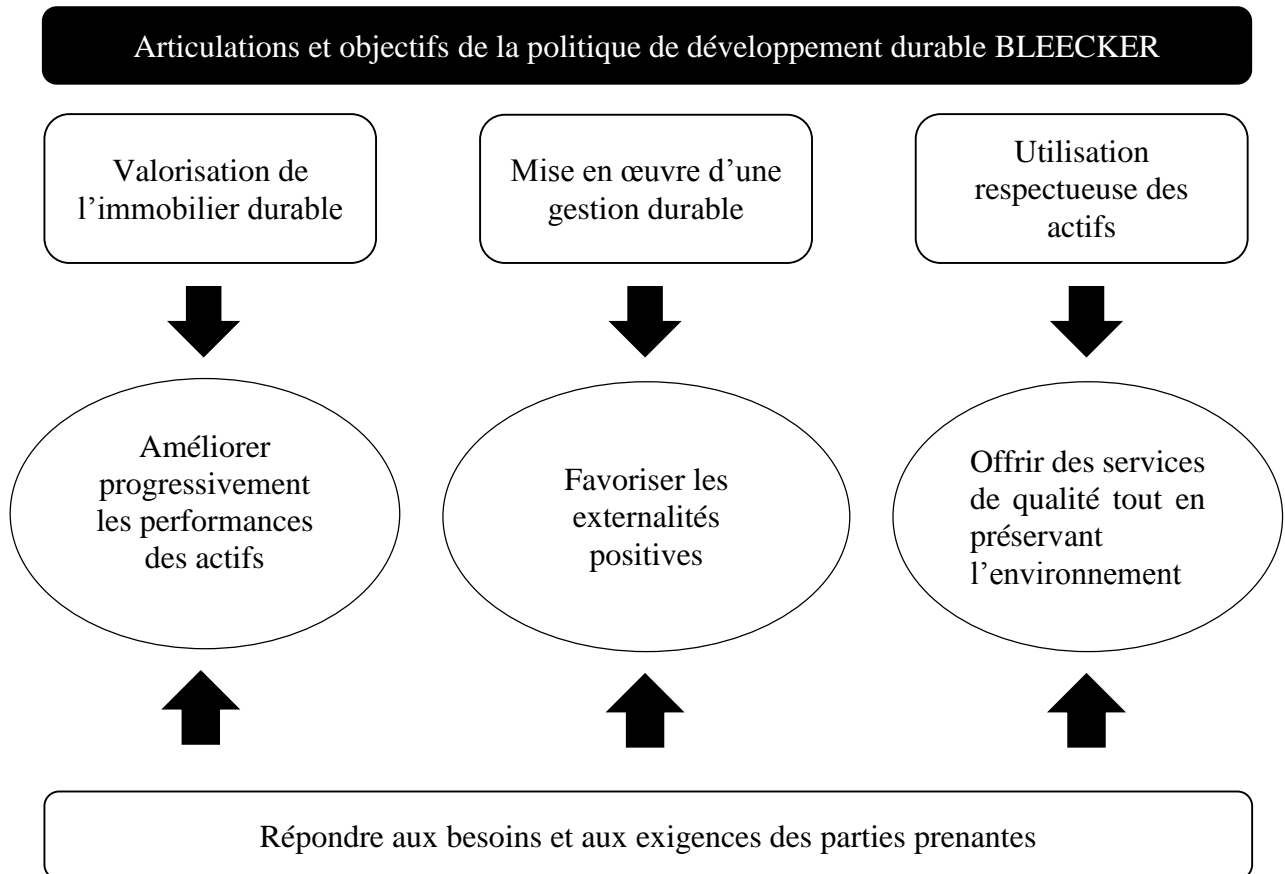 Articulations et objectifs de la politique de développement durable BLEECKER
Valorisation de
l’immobilier durable
Mise en œuvre d’une
gestion durable
Utilisation
respectueuse des
actifs
Améliorer
progressivement
les performances
des actifs
Favoriser les
externalités
positives
Offrir des services
de qualité tout en
préservant
l’environnement
Répondre aux besoins et aux exigences des parties prenantes